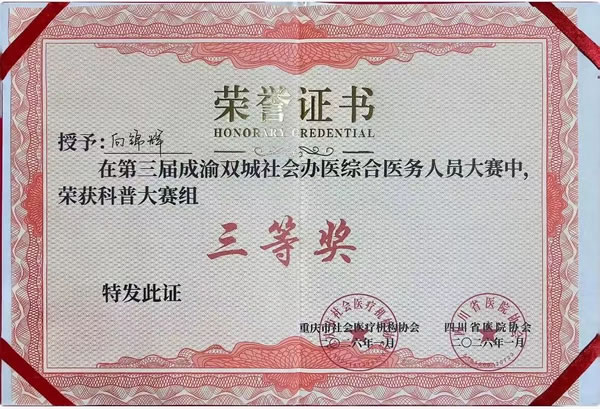 荣誉证书
HONORARY CREDENTIAL
授予:向锦辉
在第三届成渝双城社会办医综合医务人员大赛中,
荣获科普大赛组
三等奖
特发此证
重庆市社会医疗机构协会 四川省医院协会
二〇二六年一月 二〇二六年一月